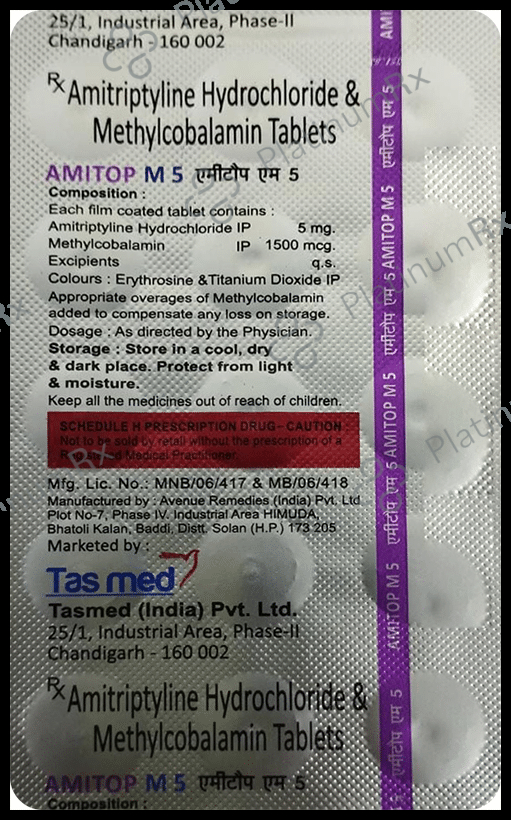 25/1, Industrial Area, Phase-II
Chandigarh - 160 002
Rx Amitriptyline Hydrochloride &
Methylcobalamin Tablets
AMITOP M 5 एमीटौप एम 5
Composition :
Each film coated tablet contains :
Amitriptyline Hydrochloride IP 5 mg.
Methylcobalamin IP 1500 mcg.
Excipients q.s.
Colours : Erythrosine &Titanium Dioxide IP
Appropriate overages of Methylcobalamin
added to compensate any loss on storage.
Dosage : As directed by the Physician.
Storage : Store in a cool, dry
& dark place. Protect from light
& moisture.
Keep all the medicines out of reach of children.
SCHEDULE H PRESCRIPTION DRUG- CAUTION
Not to be sold by retail without the prescription of a
Registered Medical Practitioner.
Mfg. Lic. No.: MNB/06/417 & MB/06/418
Manufactured by : Avenue Remedies (India) Pvt. Ltd
Plot No-7, Phase IV. Industrial Area HIMUDA,
Bhatoli Kalan, Baddi, Distt. Solan (H.P.) 173 205
Marketed by :
Tas med
Tasmed (India) Pvt. Ltd.
25/1, Industrial Area, Phase-II
Chandigarh - 160 002
Rx Amitriptyline Hydrochloride &
Methylcobalamin Tablets
AMITOP M 5 एमीटौप एम 5
Composition :
AMI
एमीटौप एम 5
AMITOP M 5
एमीटौप एम 5
AMITOP M 5
एमीटौप एम 5
AMITOP M 5
एमीटौप एम 5
PlatinumRx
PlatinumRx
PlatinumRx